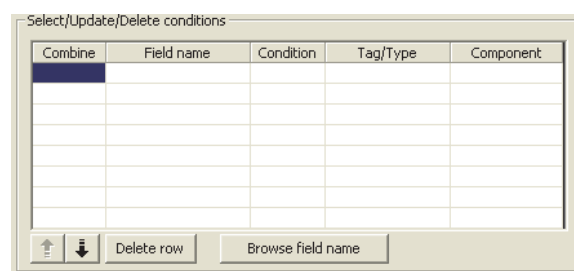 Select/Update/Delete conditions
Combine Field name Condition Tag/Type Component
Delete row Browse field name